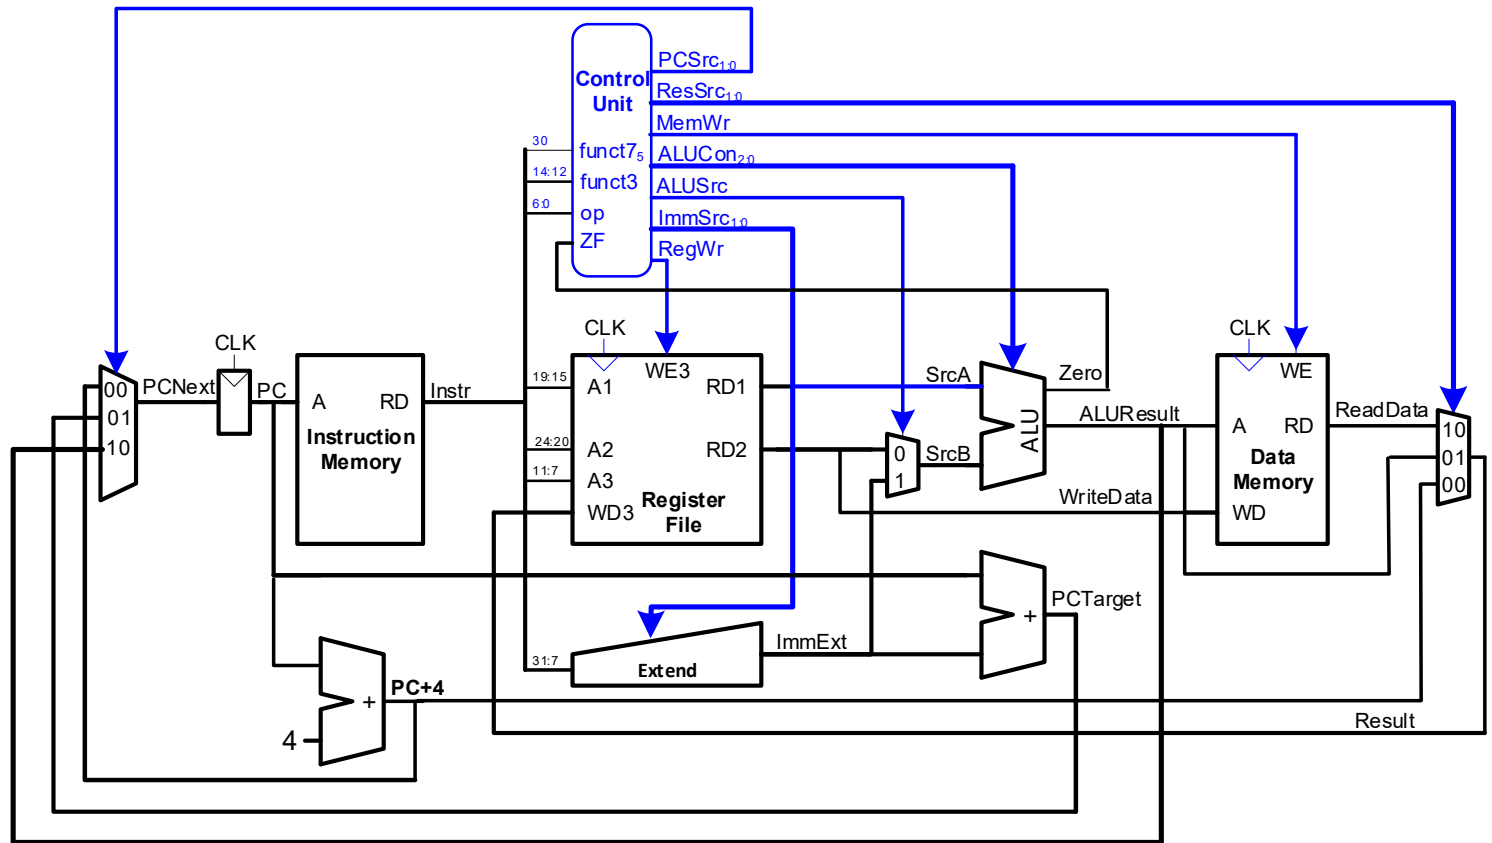 PCSrc1:0
Control
Unit
ResSrc1:0
MemWr
30
funct75
ALUCon2:0
14:12
funct3
ALUSrc
6:0
op
ImmSrc1:0
ZF
RegWr
CLK
CLK
CLK
00
PCNext
PC
A
RD
Instr
19:15
A1
WE3
RD1
SrcA
Zero
WE
01
10
Instruction
Memory
24:20
A2
RD2
0
SrcB
1
ALU
ALUResult
A
RD
ReadData
10
01
00
11:7
A3
Register
File
WD3
WriteData
Data
Memory
WD
+
PCTarget
31:7
Extend
ImmExt
+
PC+4
4
Result